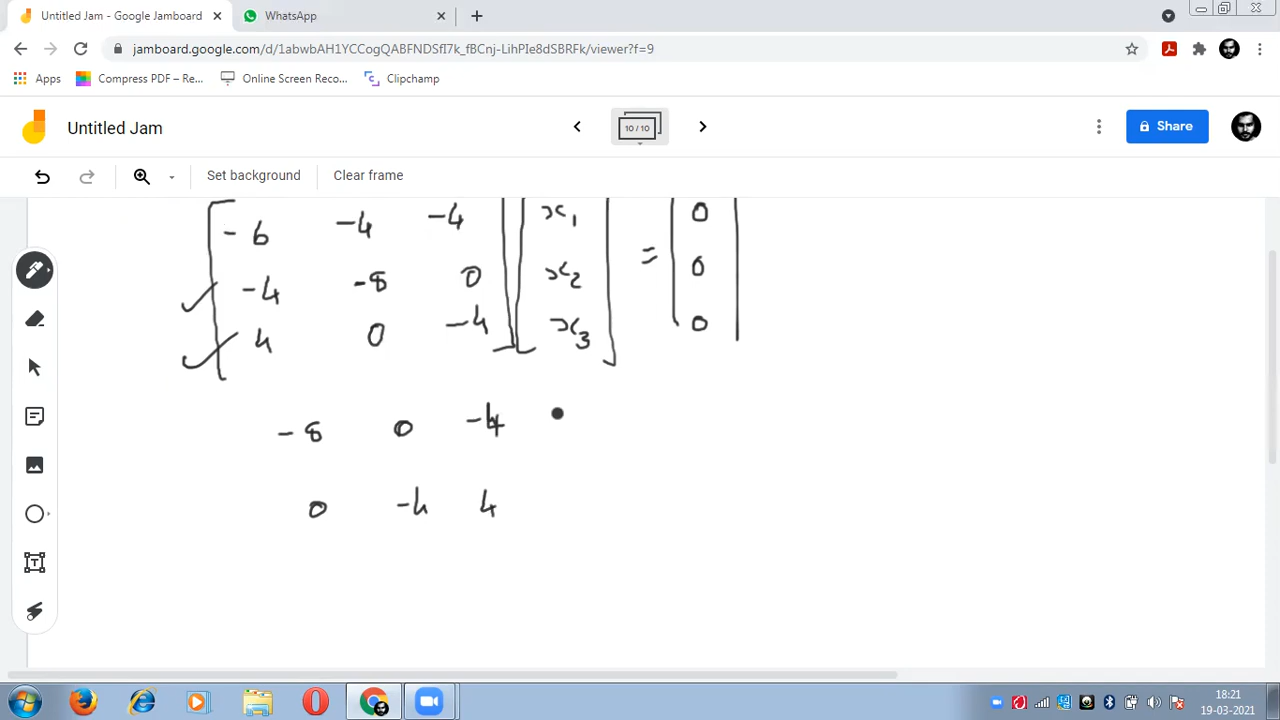 Untitled Jam - Google Jamboard
WhatsApp
jamboard.google.com/d/1abwbAH1YCCogQABFNDSfI7k_fBCnj-LihPIe8dSBRFk/viewer?f=9
Apps
Compress PDF – Re...
Online Screen Reco...
Clipchamp
Untitled Jam
10 / 10
Share
Set background
Clear frame
-6 -4 -4 x1 0
-4 -8 0 x2 = 0
4 0 -4 x3 0
-8 0 -4
0 -4 4
18:21
19-03-2021